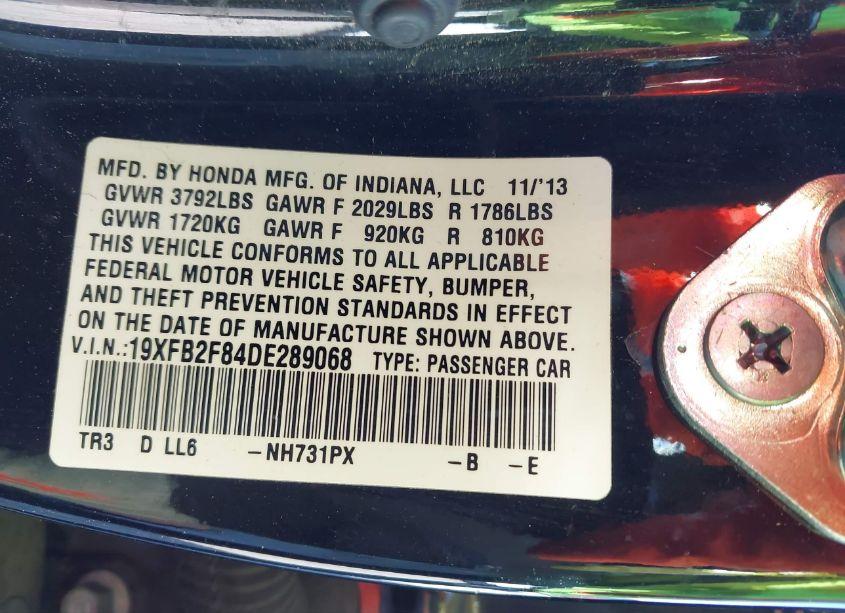 MFD. BY HONDA MFG. OF INDIANA, LLC 11/'13
GVWR 3792LBS GAWR F 2029LBS R 1786LBS
GVWR 1720KG GAWR F 920KG R 810KG
THIS VEHICLE CONFORMS TO ALL APPLICABLE
FEDERAL MOTOR VEHICLE SAFETY, BUMPER,
AND THEFT PREVENTION STANDARDS IN EFFECT
ON THE DATE OF MANUFACTURE SHOWN ABOVE.
V.I.N.:19XFB2F84DE289068 TYPE: PASSENGER CAR
TR3 D LL6 -NH731PX -B -E